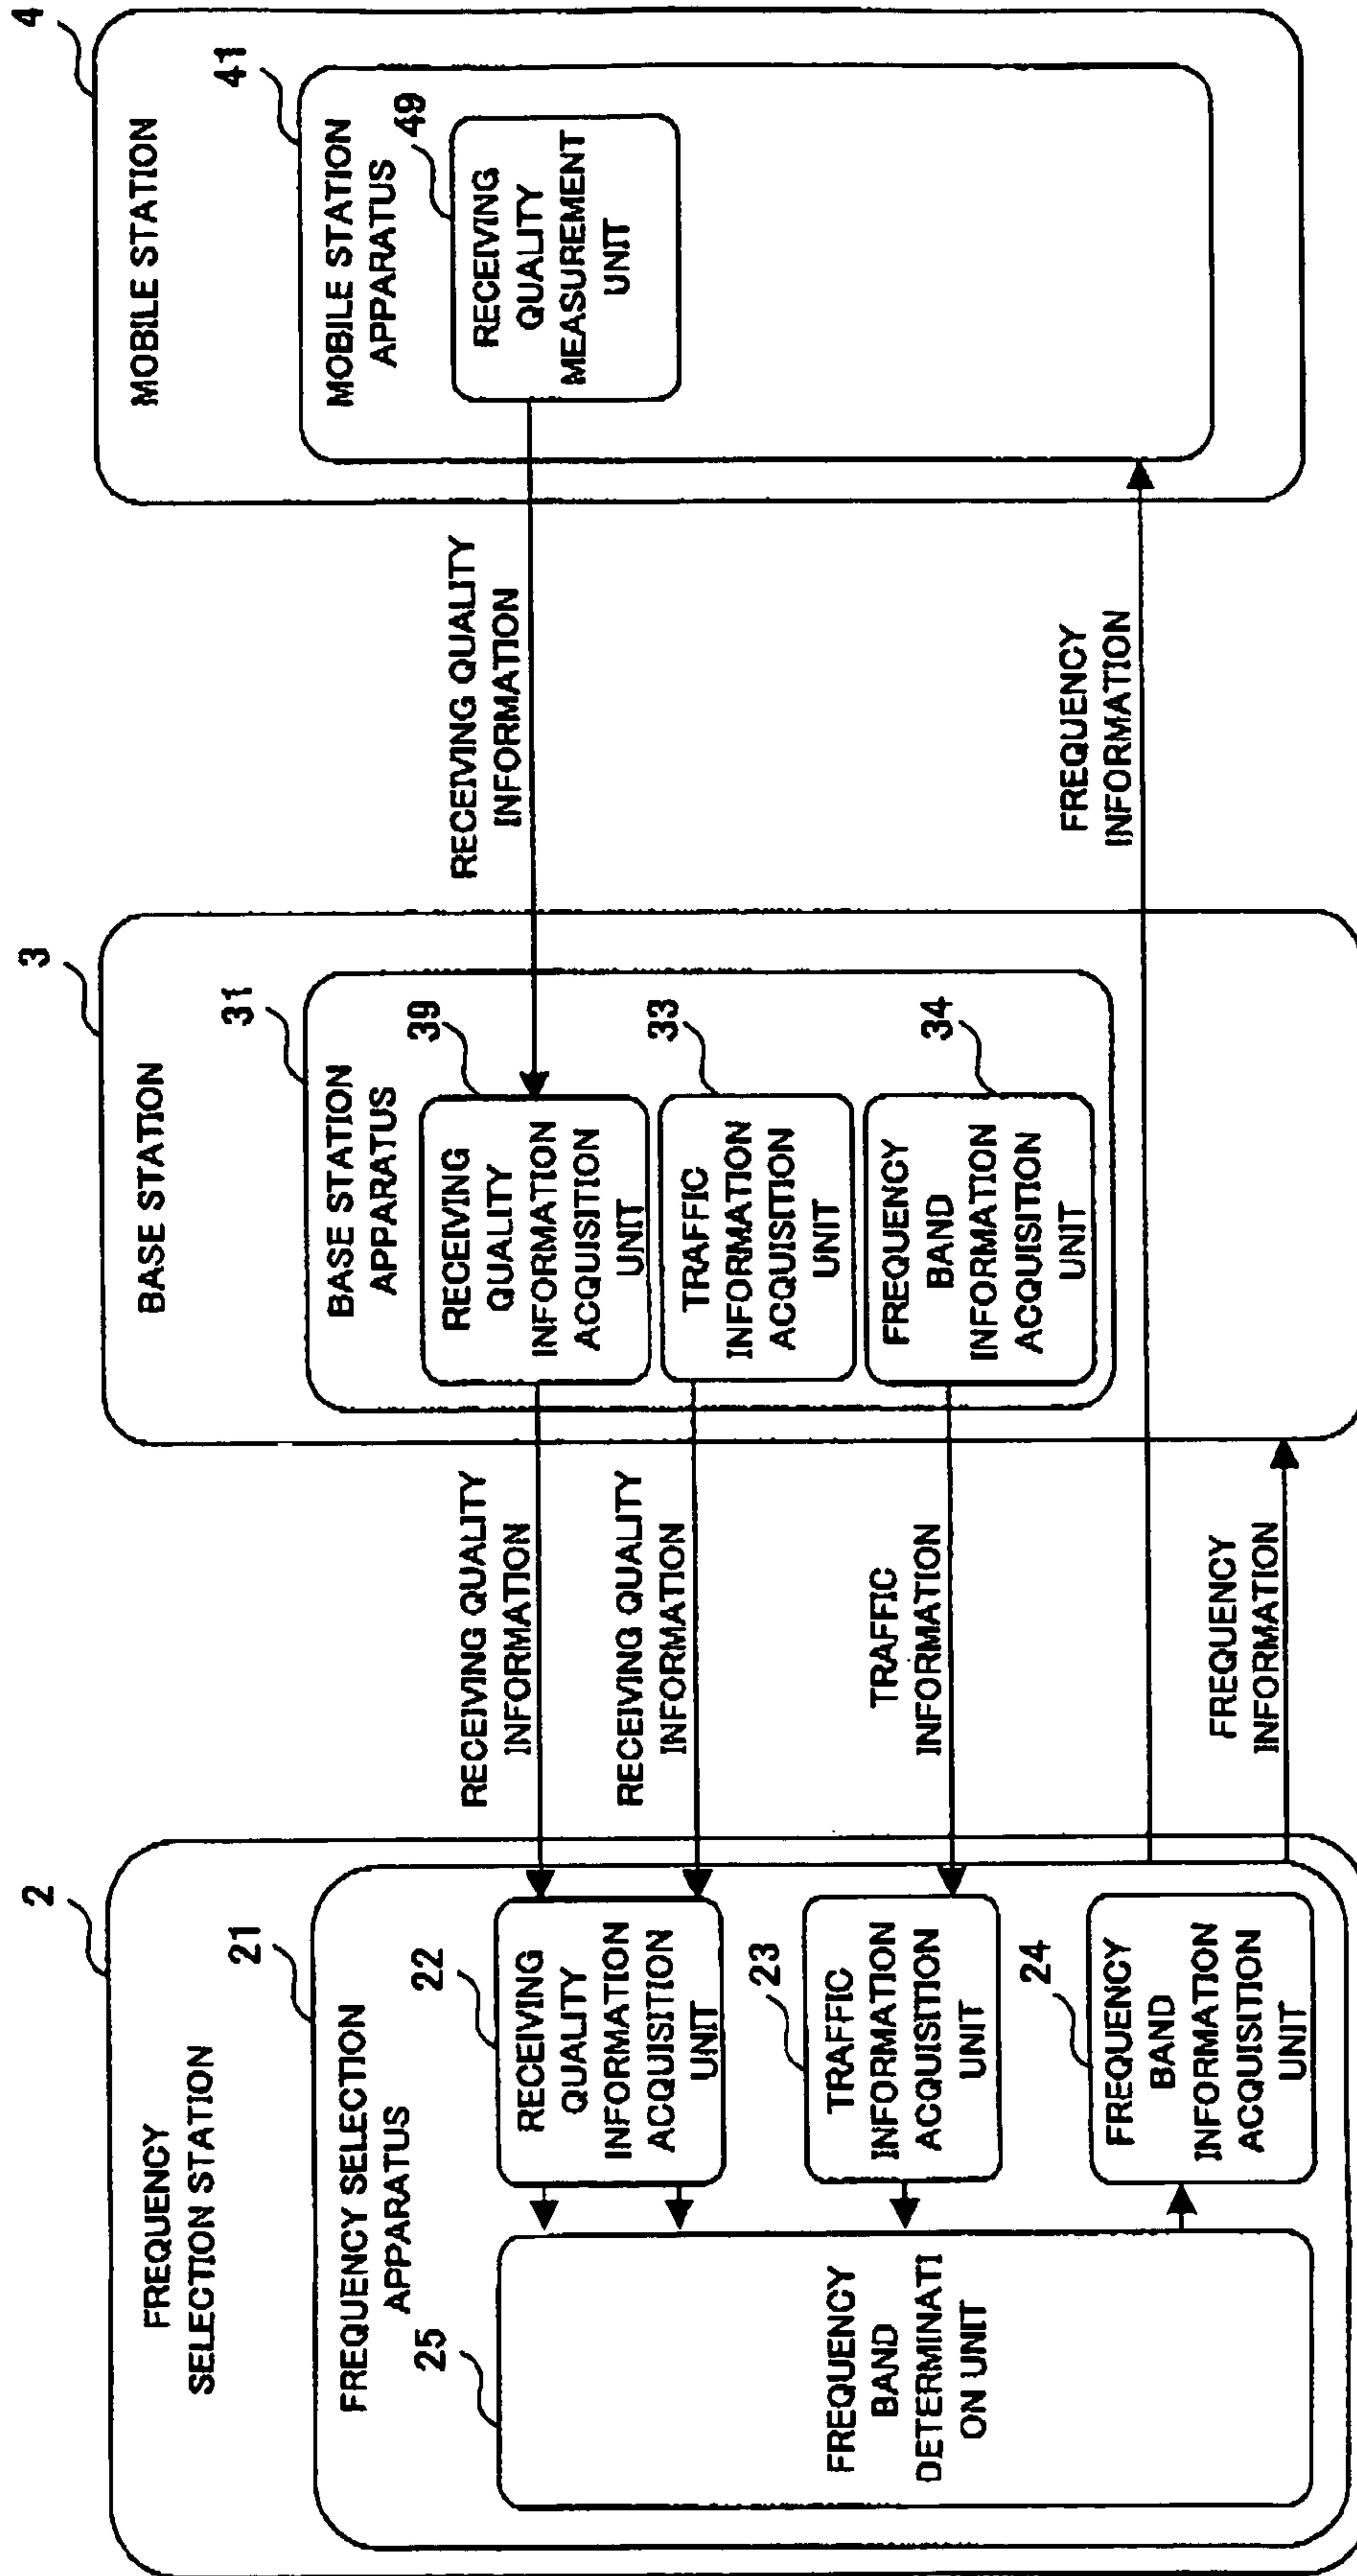 2
FREQUENCY
SELECTION STATION
21
FREQUENCY SELECTION
APPARATUS
25
FREQUENCY
BAND
DETERMINATI
ON UNIT
22
RECEIVING
QUALITY
INFORMATION
ACQUISITION
UNIT
23
TRAFFIC
INFORMATION
ACQUISITION
UNIT
24
FREQUENCY
BAND
INFORMATION
ACQUISITION
UNIT
RECEIVING QUALITY
INFORMATION
RECEIVING QUALITY
INFORMATION
TRAFFIC
INFORMATION
FREQUENCY
INFORMATION
3
BASE STATION
31
BASE STATION
APPARATUS
39
RECEIVING
QUALITY
INFORMATION
ACQUISITION
UNIT
33
TRAFFIC
INFORMATION
ACQUISITION
UNIT
34
FREQUENCY
BAND
INFORMATION
ACQUISITION
UNIT
RECEIVING QUALITY
INFORMATION
FREQUENCY
INFORMATION
4
MOBILE STATION
41
MOBILE STATION
APPARATUS
49
RECEIVING
QUALITY
MEASUREMENT
UNIT